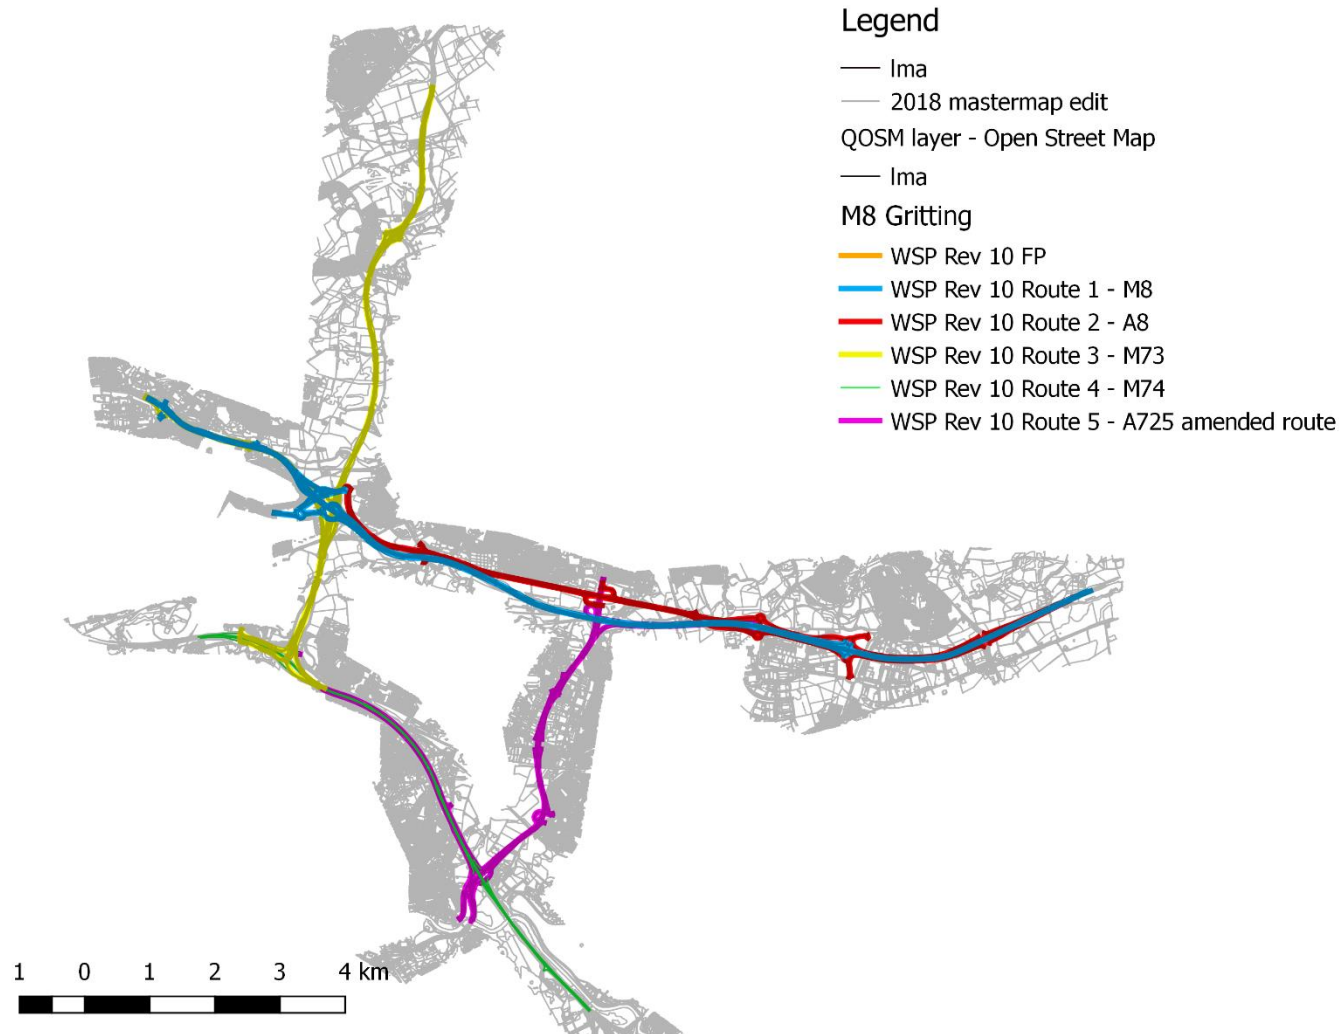 Legend
lma
2018 mastermap edit
QOSM layer - Open Street Map
lma
M8 Gritting
WSP Rev 10 FP
WSP Rev 10 Route 1 - M8
WSP Rev 10 Route 2 - A8
WSP Rev 10 Route 3 - M73
WSP Rev 10 Route 4 - M74
WSP Rev 10 Route 5 - A725 amended route
1 0 1 2 3 4 km